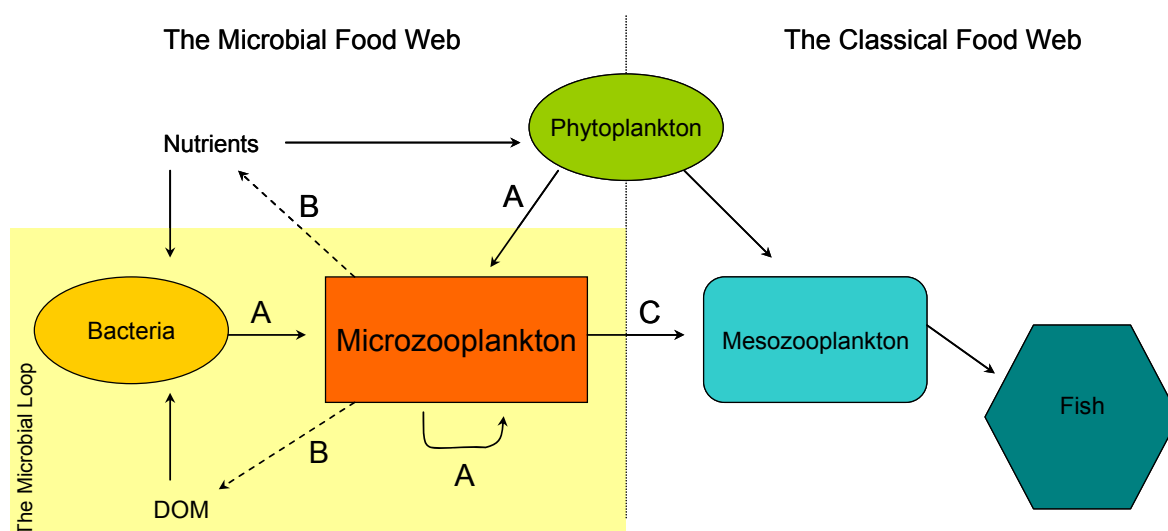 The Microbial Food Web
The Classical Food Web
Phytoplankton
Nutrients
A
B
Bacteria
A
Microzooplankton
C
Mesozooplankton
Fish
B
A
DOM
The Microbial Loop